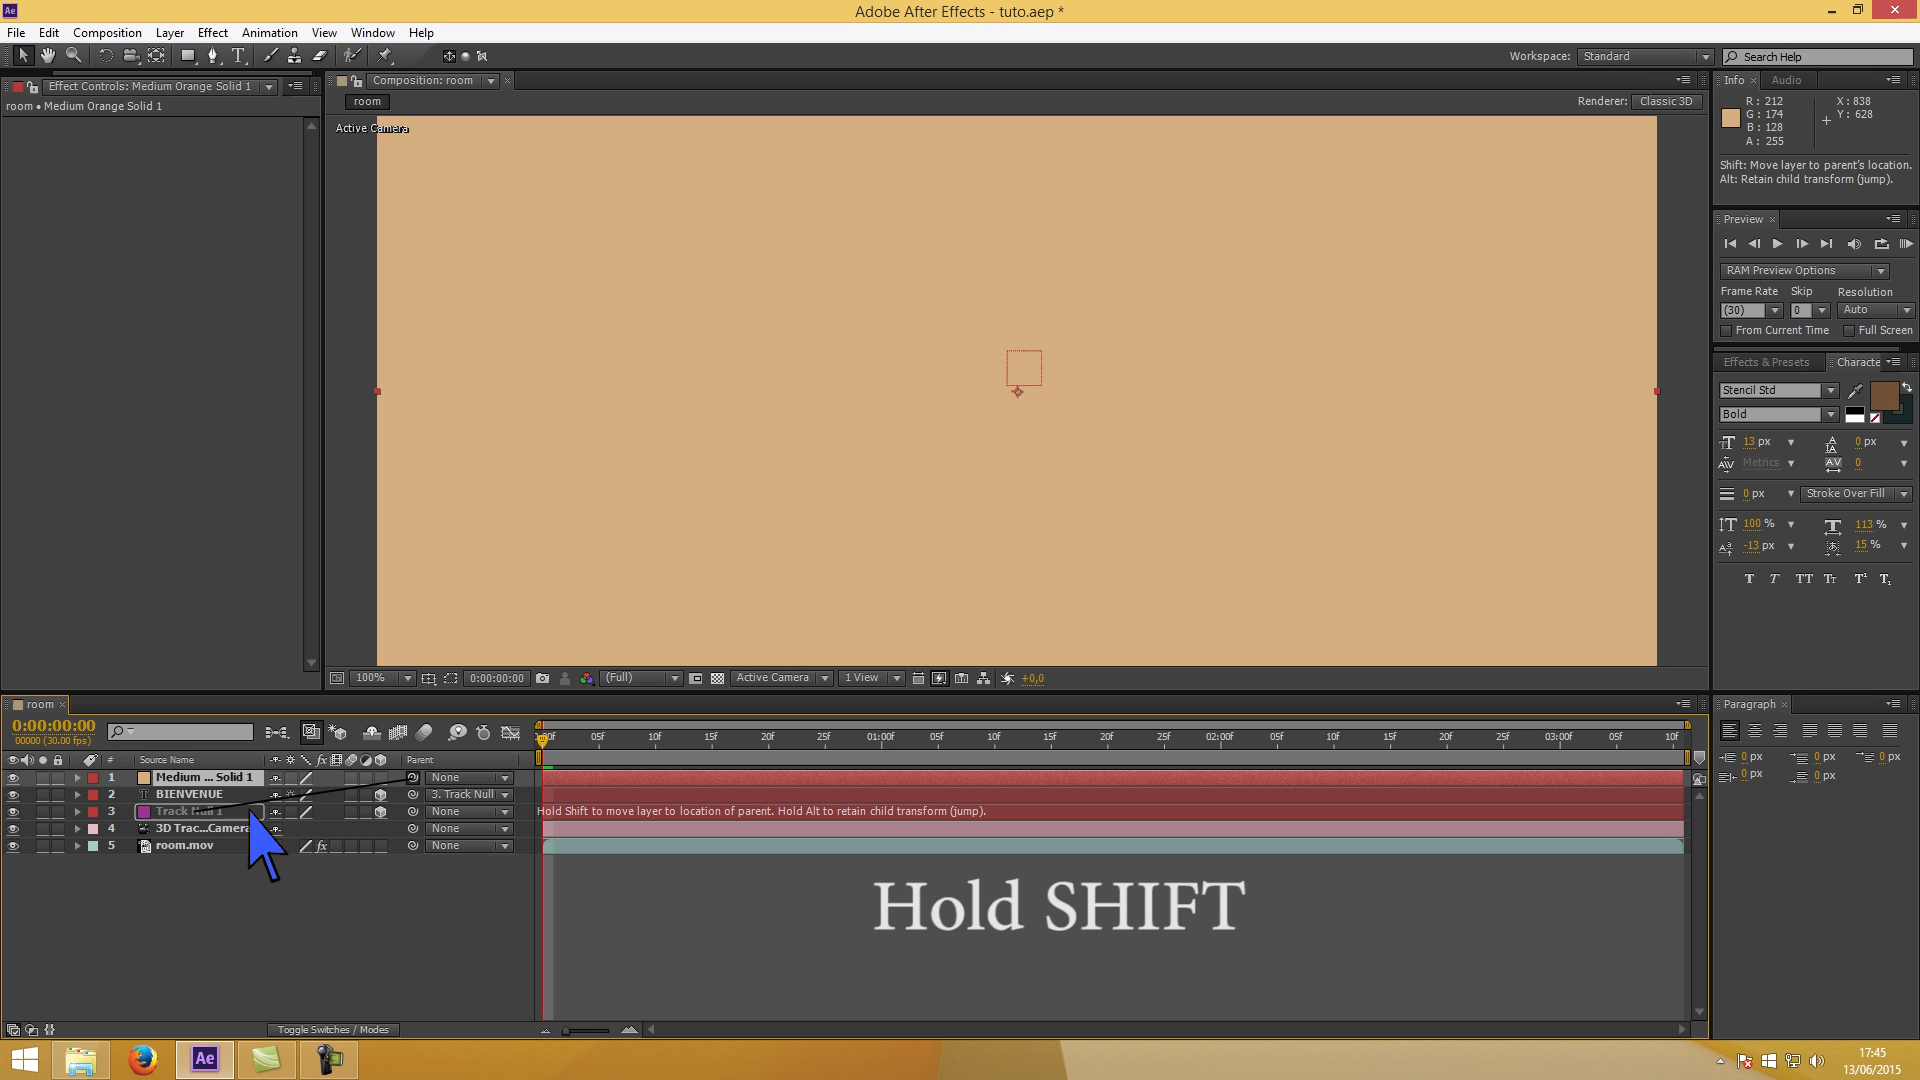 Ae
Adobe After Effects - tuto.aep *
File Edit Composition Layer Effect Animation View Window Help
T
Workspace: Standard
Search Help
Effect Controls: Medium Orange Solid 1
room • Medium Orange Solid 1
Composition: room
room
Renderer: Classic 3D
Active Camera
Info Audio
R: 212
G: 174
B: 128
A: 255
X: 838
Y: 628
Shift: Move layer to parent's location.
Alt: Retain child transform (jump).
Preview
RAM Preview Options
Frame Rate Skip Resolution
(30) 0 Auto
From Current Time Full Screen
Effects & Presets Characte
Stencil Std
Bold
13 px 0 px
Metrics 0
0 px Stroke Over Fill
100 % 113 %
-13 px 15 %
T T TT Tт T¹ T₁
100% 0:00:00:00 (Full) Active Camera 1 View +0,0
room
0:00:00:00
00000 (30.00 fps)
05f 10f 15f 20f 25f 01:00f 05f 10f 15f 20f 25f 02:00f 05f 10f 15f 20f 25f 03:00f 05f 10f
# Source Name fx Parent
1 Medium ... Solid 1 None
2 BIENVENUE 3. Track Null
3 Track Null 1 None
Hold Shift to move layer to location of parent. Hold Alt to retain child transform (jump).
4 3D Trac...Camera None
5 room.mov fx None
Hold SHIFT
Toggle Switches / Modes
Paragraph
0 px 0 px 0 px
0 px 0 px
Ae
17:45
13/06/2015